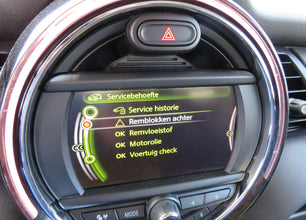 Servicebehoefte
Service historie
Remblokken achter
OK Remvloeistof
OK Motorolie
OK Voertuig check
MODE